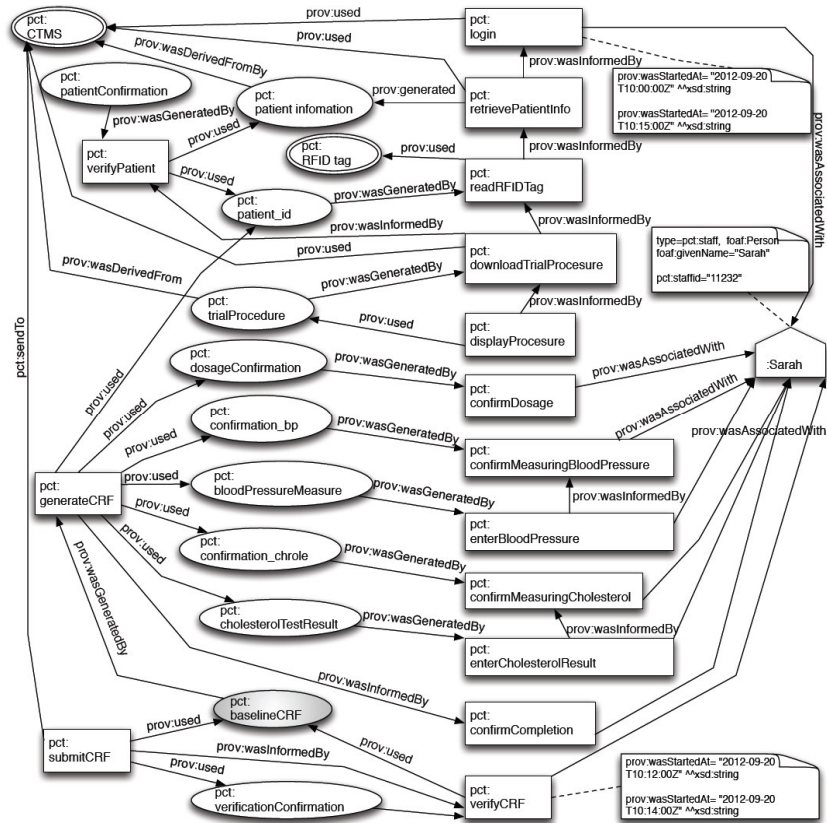 pct:
CTMS
prov:used
pct:
login
prov:used
prov:wasDerivedFromBy
prov:wasInformedBy
prov:wasStartedAt= "2012-09-20
T10:00:00Z" ^^xsd:string
prov:wasStartedAt= "2012-09-20
T10:15:00Z" ^^xsd:string
prov:wasAssociatedWith
pct:
patientConfirmation
pct:
patient infomation
prov:generated
pct:
retrievePatientInfo
prov:wasGeneratedBy
prov:used
prov:wasInformedBy
pct:
verifyPatient
pct:
RFID tag
prov:used
pct:
readRFIDTag
prov:used
pct:
patient_id
prov:wasGeneratedBy
prov:wasInformedBy
prov:wasInformedBy
prov:used
pct:
downloadTrialProcesure
type=pct:staff, foaf:Person
foaf:givenName="Sarah"
pct:staffid="11232"
prov:wasDerivedFrom
prov:wasGeneratedBy
prov:wasInformedBy
pct:
trialProcedure
prov:used
pct:
displayProcesure
pct:sendTo
prov:used
pct:
dosageConfirmation
prov:wasGeneratedBy
pct:
confirmDosage
prov:wasAssociatedWith
:Sarah
prov:used
pct:
confirmation_bp
prov:wasGeneratedBy
prov:wasAssociatedWith
prov:wasAssociatedWith
prov:used
pct:
confirmMeasuringBloodPressure
pct:
generateCRF
prov:used
pct:
bloodPressureMeasure
prov:wasGeneratedBy
prov:wasInformedBy
pct:
enterBloodPressure
prov:used
pct:
confirmation_chrole
prov:wasGeneratedBy
pct:
confirmMeasuringCholesterol
prov:used
pct:
cholesterolTestResult
prov:wasGeneratedBy
prov:wasInformedBy
pct:
enterCholesterolResult
prov:wasGeneratedBy
prov:wasInformedBy
pct:
baselineCRF
pct:
confirmCompletion
pct:
submitCRF
prov:used
prov:wasInformedBy
prov:used
prov:used
pct:
verificationConfirmation
pct:
verifyCRF
prov:wasStartedAt= "2012-09-20
T10:12:00Z" ^^xsd:string
prov:wasStartedAt= "2012-09-20
T10:14:00Z" ^^xsd:string